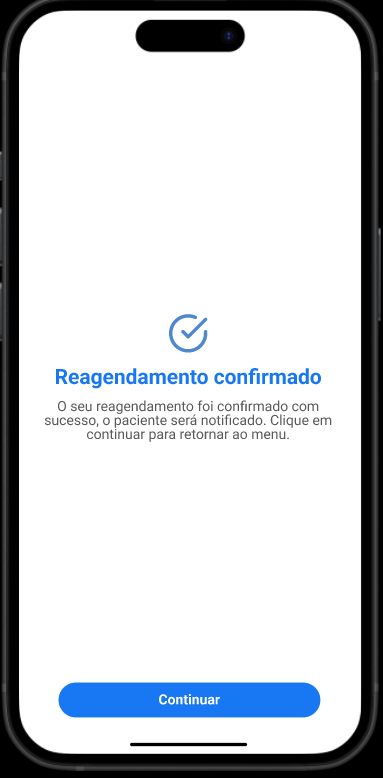 Reagendamento confirmado
O seu reagendamento foi confirmado com
sucesso, o paciente será notificado. Clique em
continuar para retornar ao menu.
Continuar